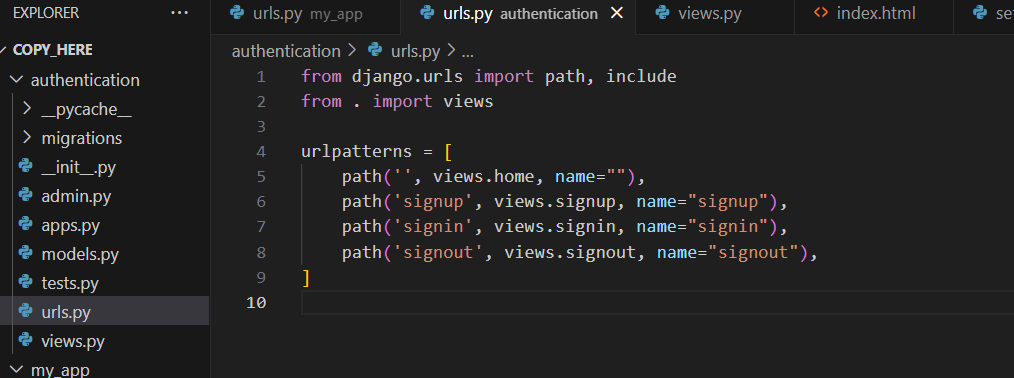 EXPLORER ...
urls.py my_app
urls.py authentication
views.py
index.html
COPY_HERE
authentication > urls.py > ...
authentication
__pycache__
migrations
__init__.py
admin.py
apps.py
models.py
tests.py
urls.py
views.py
my_app
1 from django.urls import path, include
2 from . import views
3
4 urlpatterns = [
5     path('', views.home, name=""),
6     path('signup', views.signup, name="signup"),
7     path('signin', views.signin, name="signin"),
8     path('signout', views.signout, name="signout"),
9 ]
10